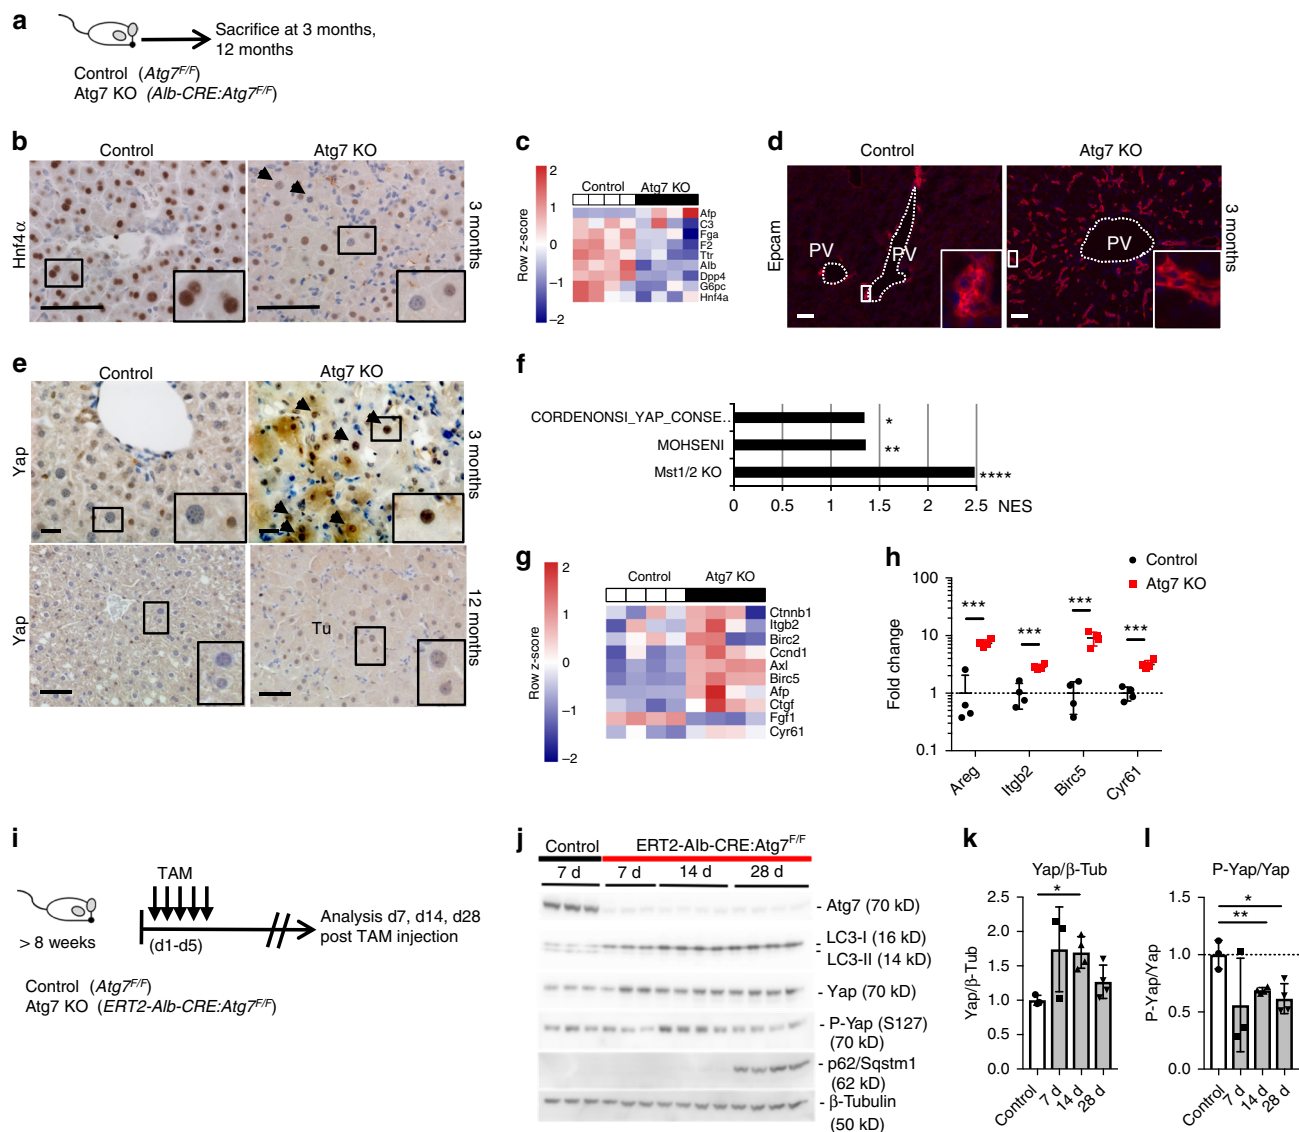 a
Sacrifice at 3 months,
12 months
Control (Atg7F/F)
Atg7 KO (Alb-CRE:Atg7F/F)
b
Control
Atg7 KO
Hnf4α
3 months
c
2
1
0
−1
−2
Row z-score
Control
Atg7 KO
Afp
C3
Fga
F2
Ttr
Alb
Dpp4
G6pc
Hnf4a
d
Control
Atg7 KO
Epcam
PV
PV
PV
3 months
e
Control
Atg7 KO
Yap
3 months
Yap
Tu
12 months
f
CORDENONSI_YAP_CONSE..
MOHSENI
Mst1/2 KO
*
**
****
0 0.5 1 1.5 2 2.5 NES
g
2
1
0
−1
−2
Row z-score
Control
Atg7 KO
Ctnnb1
Itgb2
Birc2
Ccnd1
Axl
Birc5
Afp
Ctgf
Fgf1
Cyr61
h
Control
Atg7 KO
Fold change
100
10
1
0.1
*** *** *** ***
Areg Itgb2 Birc5 Cyr61
i
TAM
> 8 weeks
(d1-d5)
Analysis d7, d14, d28
post TAM injection
Control (Atg7F/F)
Atg7 KO (ERT2-Alb-CRE:Atg7F/F)
j
Control ERT2-Alb-CRE:Atg7F/F
7 d 7 d 14 d 28 d
- Atg7 (70 kD)
LC3-I (16 kD)
LC3-II (14 kD)
- Yap (70 kD)
- P-Yap (S127)
(70 kD)
- p62/Sqstm1
(62 kD)
- β-Tubulin
(50 kD)
k
Yap/β-Tub
Yap/β-Tub
2.5
2.0
1.5
1.0
0.5
0.0
*
Control 7 d 14 d 28 d
l
P-Yap/Yap
P-Yap/Yap
1.5
1.0
0.5
0.0
*
**
Control 7 d 14 d 28 d